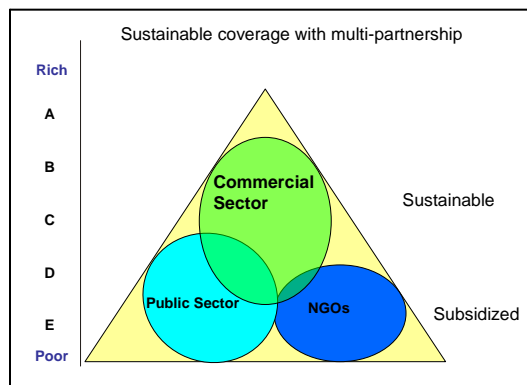 Sustainable coverage with multi-partnership
Rich
A
B
C
D
E
Poor
Commercial
Sector
Public Sector
NGOs
Sustainable
Subsidized